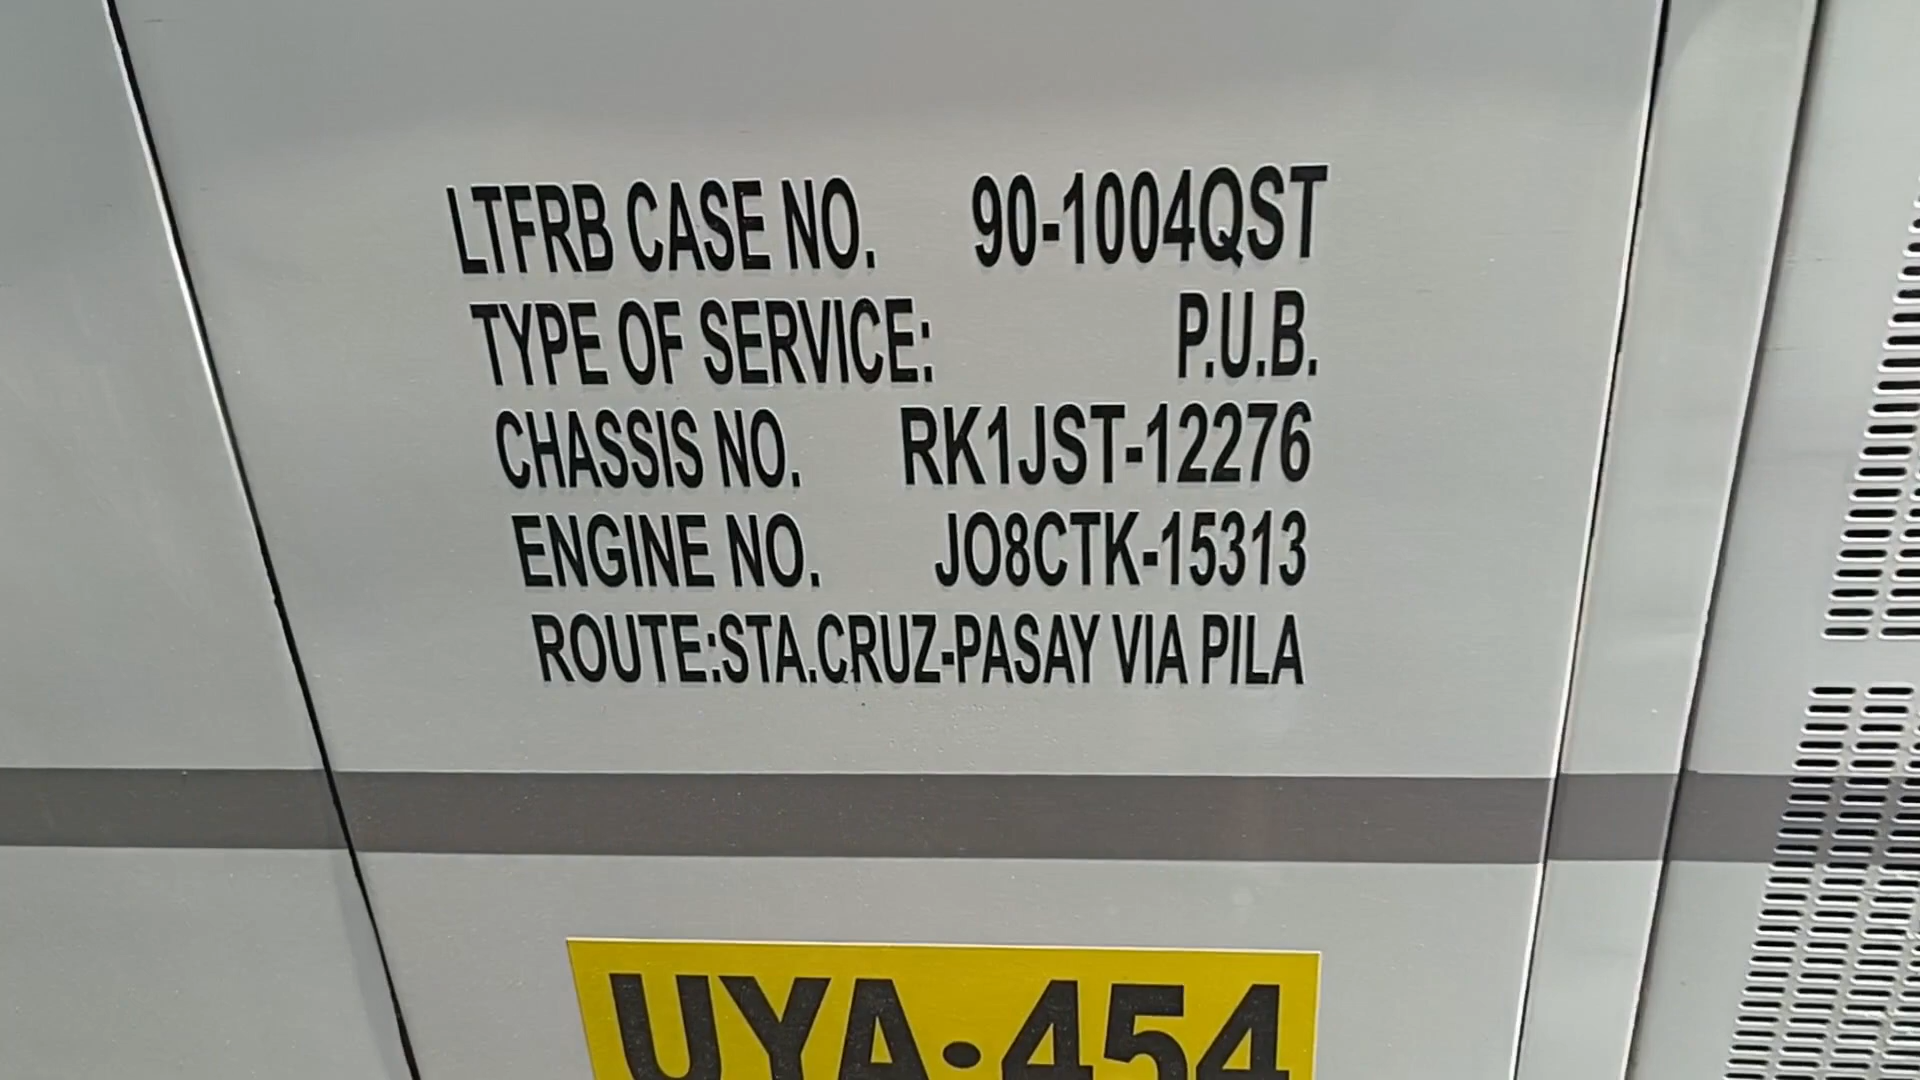 LTFRB CASE NO. 90-1004QST
TYPE OF SERVICE: P.U.B.
CHASSIS NO. RK1JST-12276
ENGINE NO. JO8CTK-15313
ROUTE:STA.CRUZ-PASAY VIA PILA
UYA•454